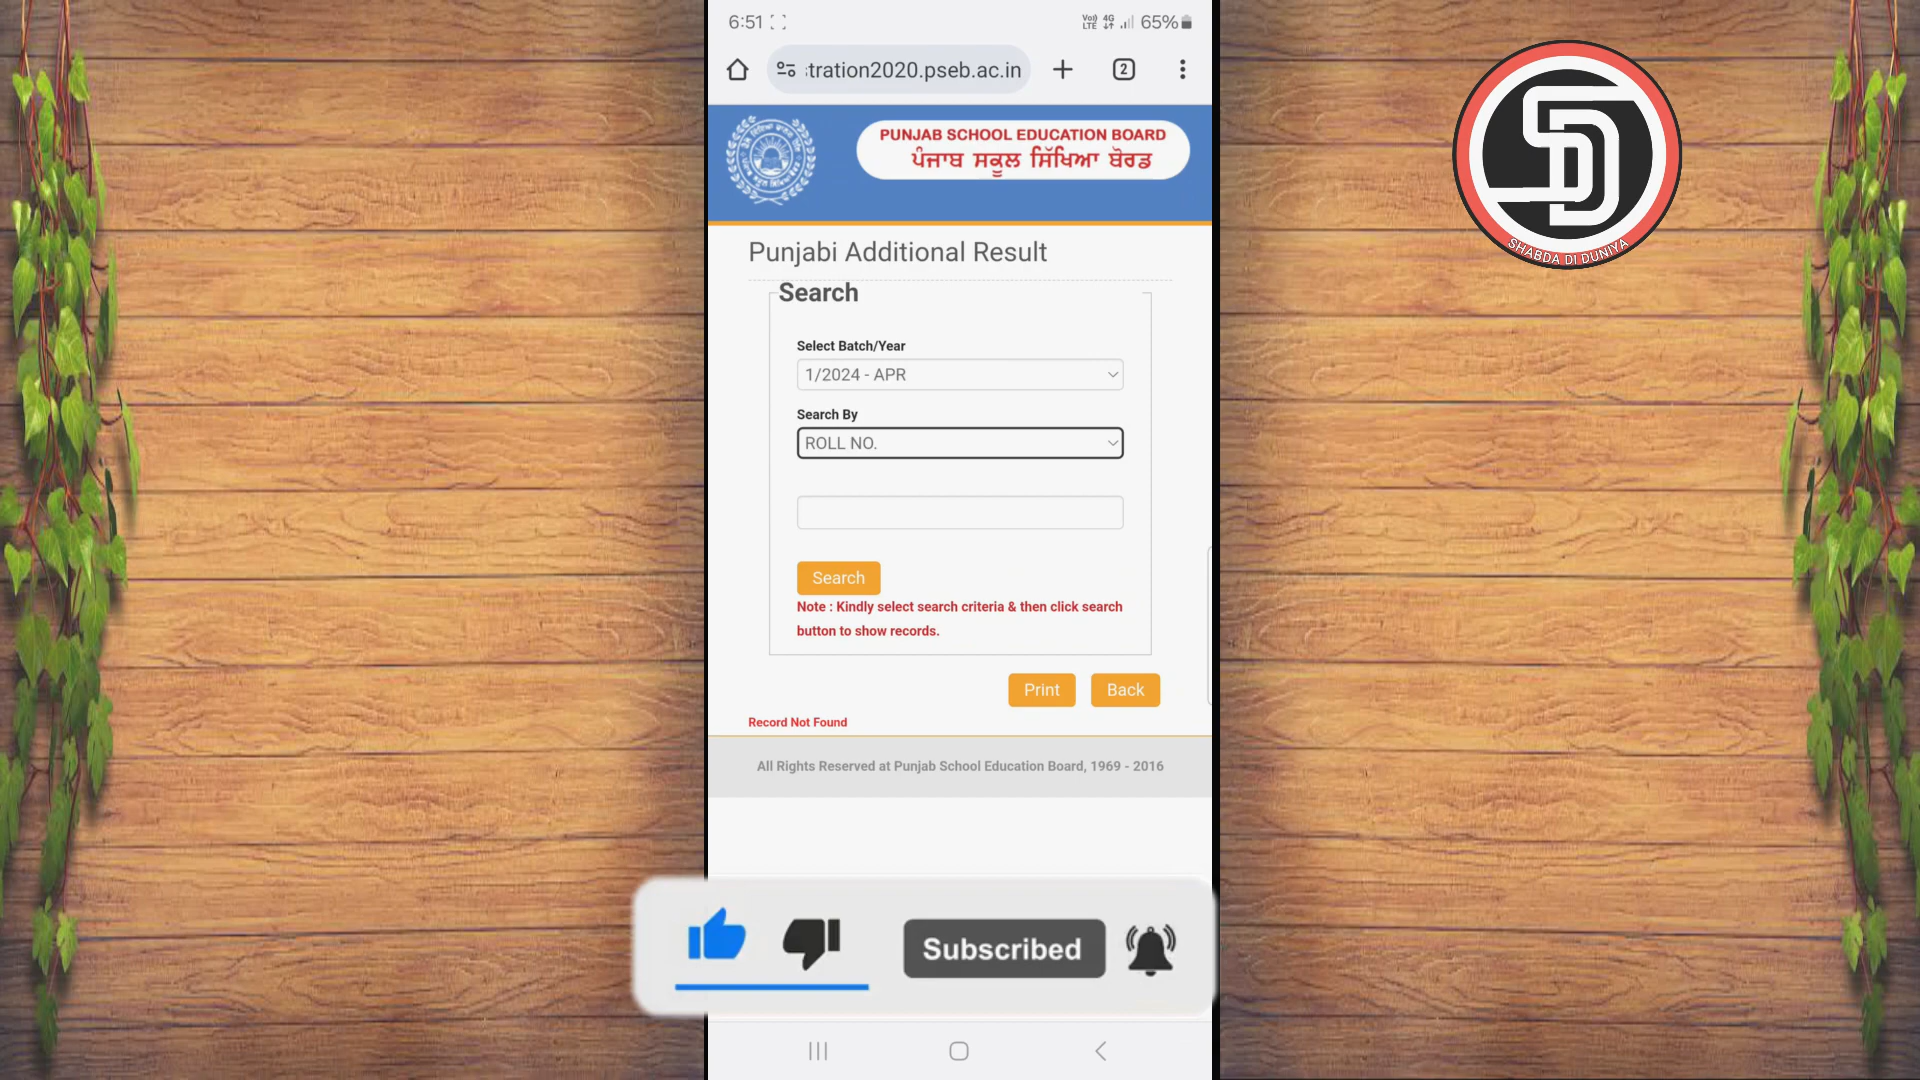 6:51
Vo)) LTE 4G 65%
:tration2020.pseb.ac.in
2
PUNJAB SCHOOL EDUCATION BOARD
ਪੰਜਾਬ ਸਕੂਲ ਸਿੱਖਿਆ ਬੋਰਡ
SHABDA DI DUNIYA
Punjabi Additional Result
Search
Select Batch/Year
1/2024 - APR
Search By
ROLL NO.
Search
Note : Kindly select search criteria & then click search
button to show records.
Print Back
Record Not Found
All Rights Reserved at Punjab School Education Board, 1969 - 2016
Subscribed